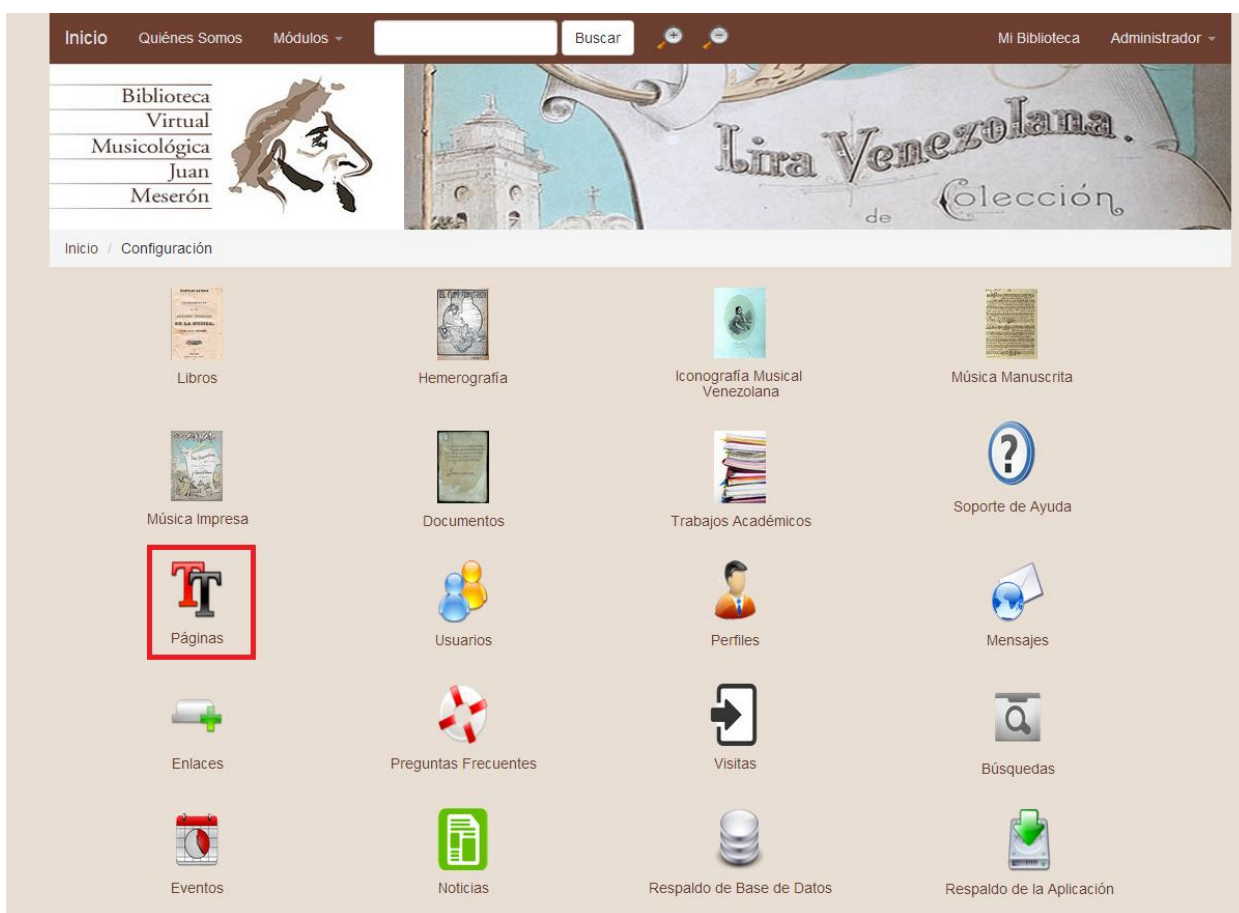 Inicio Quiénes Somos Módulos Buscar Mi Biblioteca Administrador
Biblioteca
Virtual
Musicológica
Juan
Meserón
Lira Venezolana.
Colección
de
Inicio / Configuración
Libros Hemerografía Iconografía Musical Música Manuscrita
Venezolana
Música Impresa Documentos Trabajos Académicos Soporte de Ayuda
Páginas Usuarios Perfiles Mensajes
Enlaces Preguntas Frecuentes Visitas Búsquedas
Eventos Noticias Respaldo de Base de Datos Respaldo de la Aplicación